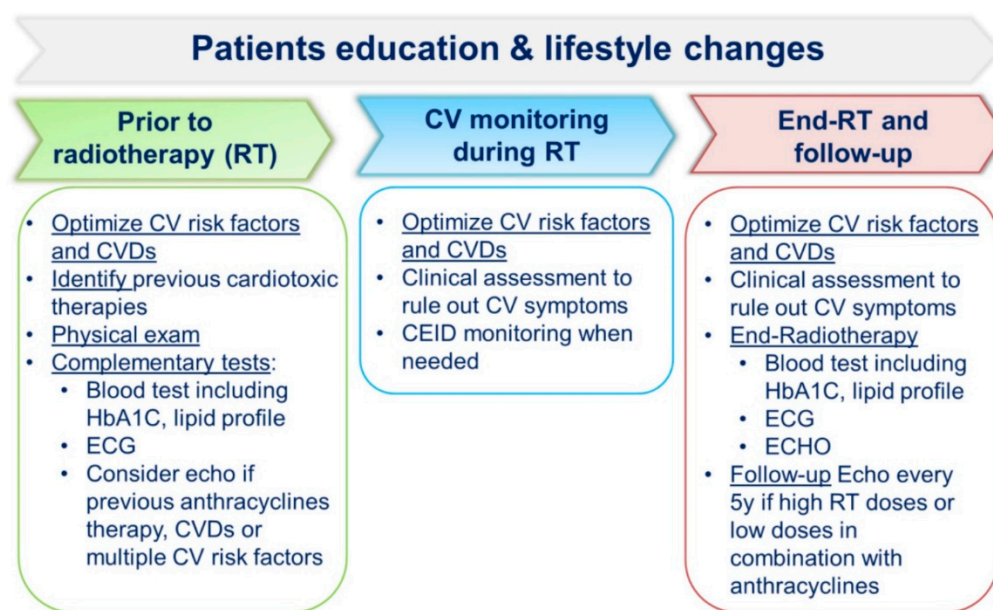 Patients education & lifestyle changes
Prior to
radiotherapy (RT)
• Optimize CV risk factors
and CVDs
• Identify previous cardiotoxic
therapies
• Physical exam
• Complementary tests:
• Blood test including
HbA1C, lipid profile
• ECG
• Consider echo if
previous anthracyclines
therapy, CVDs or
multiple CV risk factors
CV monitoring
during RT
• Optimize CV risk factors
and CVDs
• Clinical assessment to
rule out CV symptoms
• CEID monitoring when
needed
End-RT and
follow-up
• Optimize CV risk factors
and CVDs
• Clinical assessment to
rule out CV symptoms
• End-Radiotherapy
• Blood test including
HbA1C, lipid profile
• ECG
• ECHO
• Follow-up Echo every
5y if high RT doses or
low doses in
combination with
anthracyclines